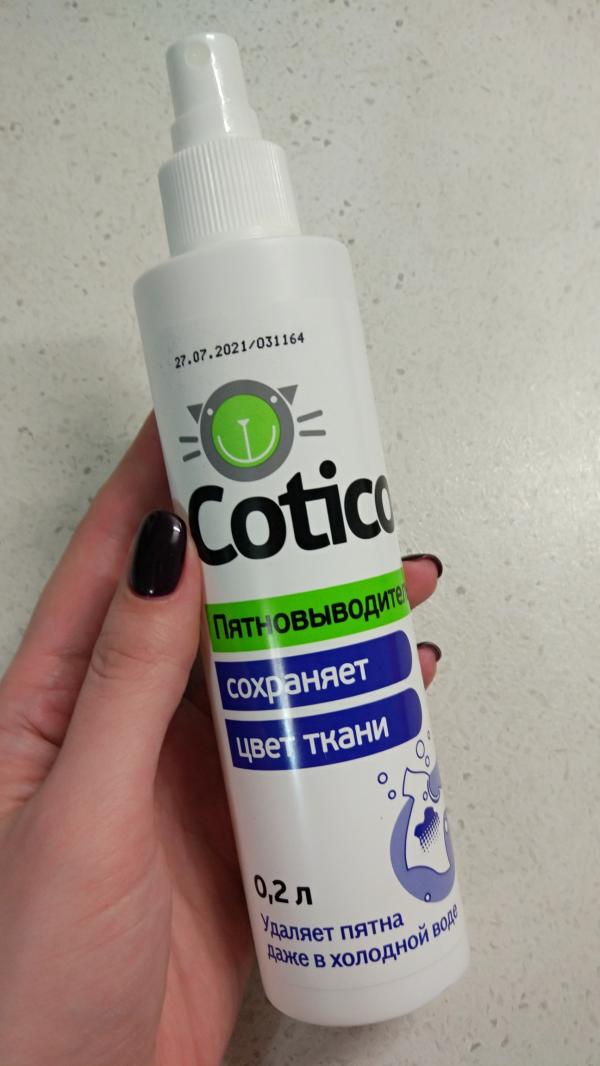 27.07.2021/031164
Cotico
Пятновыводител
сохраняет
цвет ткани
0,2 л
Удаляет пятна
даже в холодной воде